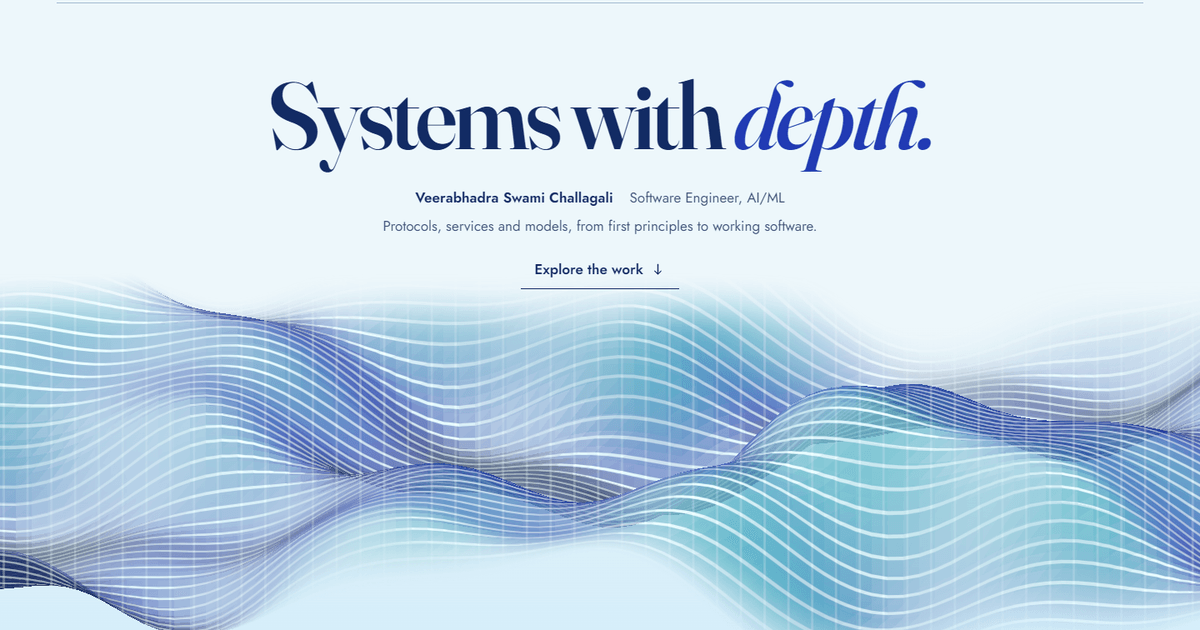 Systems with depth.
Veerabhadra Swami Challagali Software Engineer, AI/ML
Protocols, services and models, from first principles to working software.
Explore the work ↓